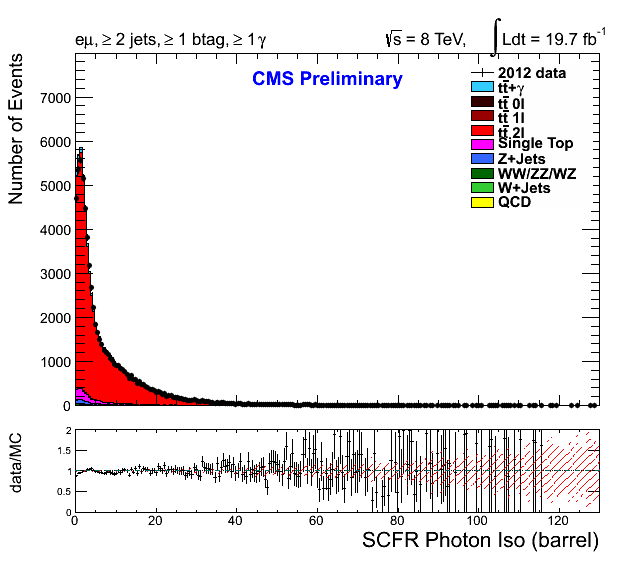 eμ, ≥ 2 jets, ≥ 1 btag, ≥ 1 γ
√s = 8 TeV, ∫ Ldt = 19.7 fb⁻¹
CMS Preliminary
2012 data
tt̄+γ
tt̄ 0l
tt̄ 1l
tt̄ 2l
Single Top
Z+Jets
WW/ZZ/WZ
W+Jets
QCD
Number of Events
7000
6000
5000
4000
3000
2000
1000
0
data/MC
2
1.5
1
0.5
0
0 20 40 60 80 100 120
SCFR Photon Iso (barrel)